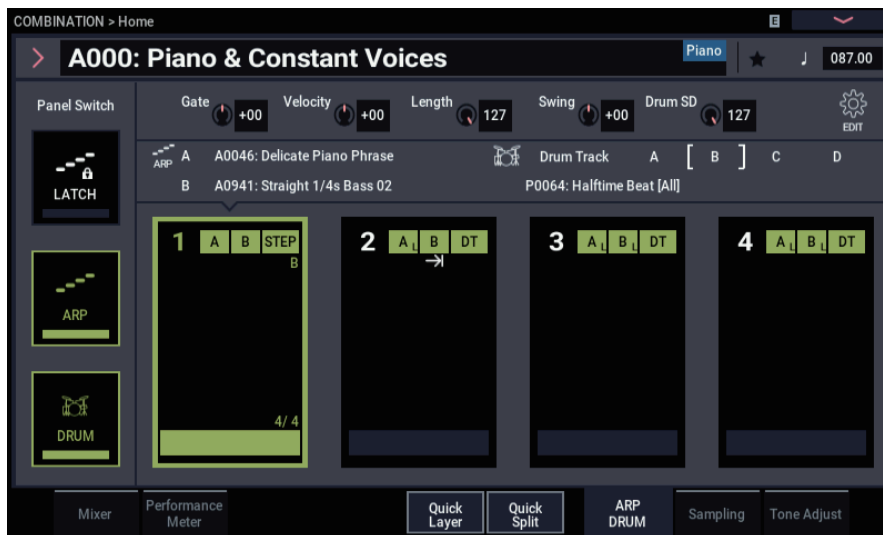 COMBINATION > Home E
A000: Piano & Constant Voices Piano ♩ 087.00
Panel Switch Gate +00 Velocity +00 Length 127 Swing +00 Drum SD 127 EDIT
ARP A A0046: Delicate Piano Phrase Drum Track A [ B ] C D
B A0941: Straight 1/4s Bass 02 P0064: Halftime Beat [All]
LATCH
1 A B STEP 2 A L B DT 3 A L B L DT 4 A L B L DT
B
ARP
4/4
DRUM
Mixer Performance Meter Quick Layer Quick Split ARP DRUM Sampling Tone Adjust